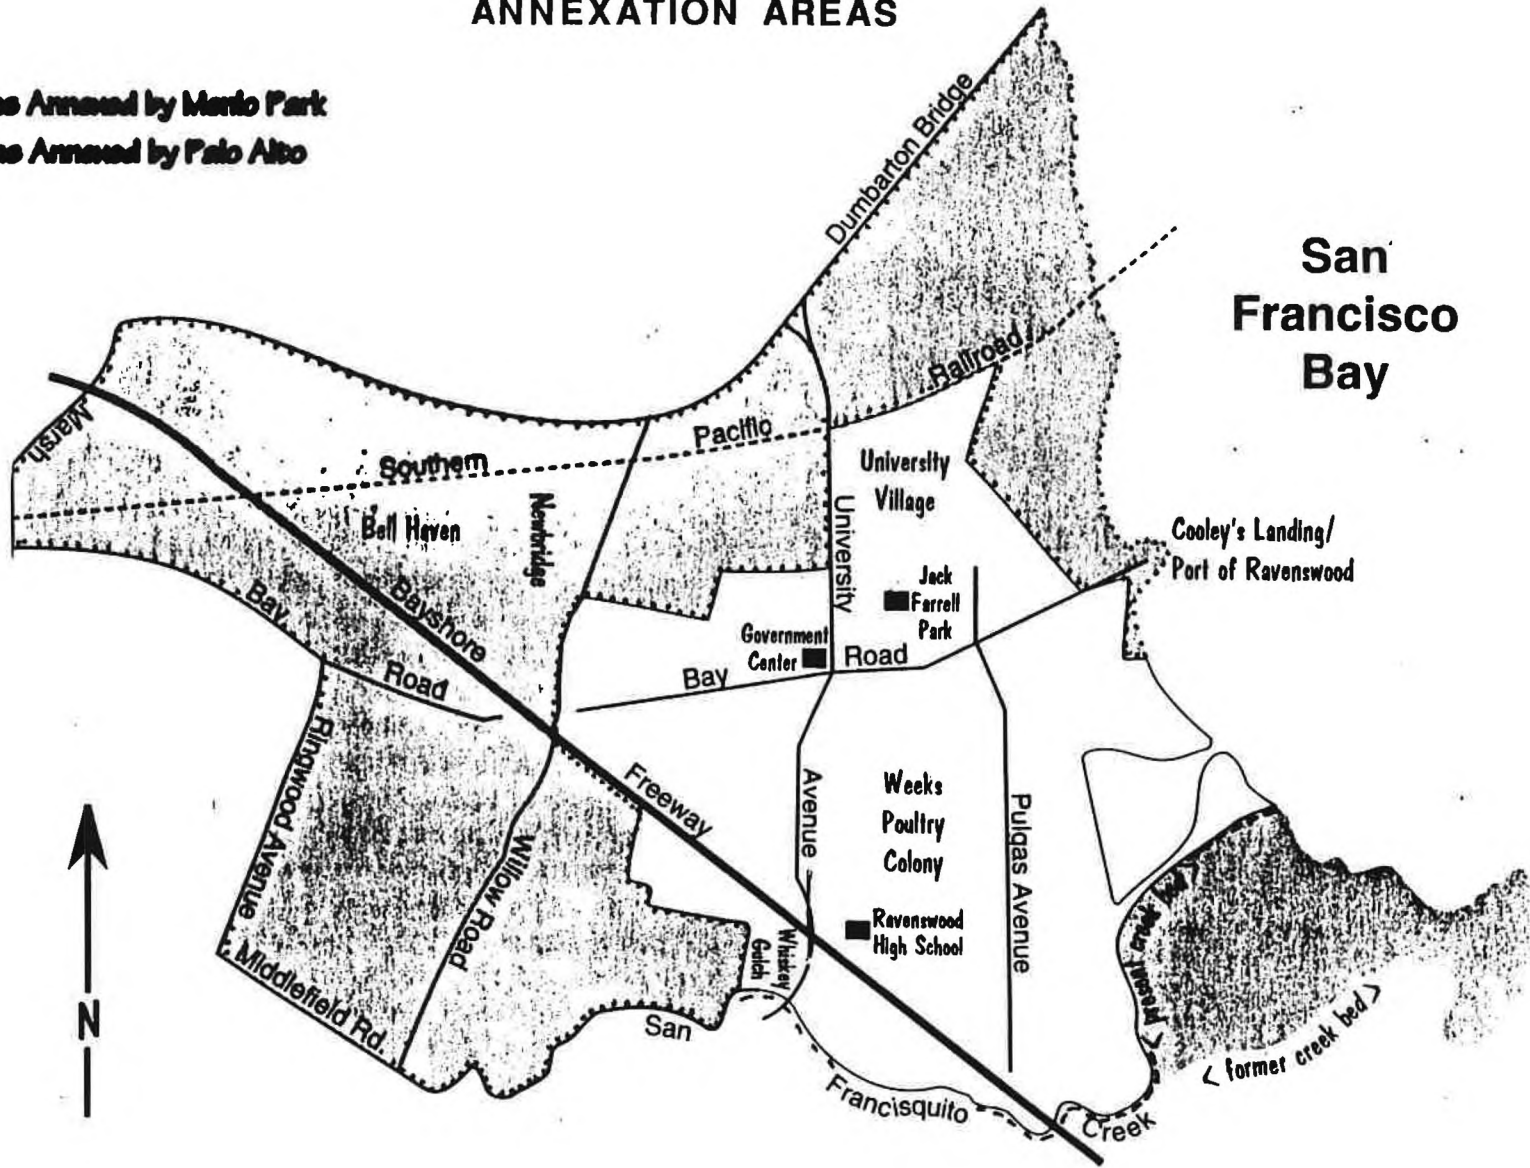 ANNEXATION AREAS
Annexed by Menlo Park
Annexed by Palo Alto
Dumbarton Bridge
San
Francisco
Bay
Railroad
Marsh
Pacific
Southern
University
Village
Newbridge
Bell Haven
University
Cooley's Landing/
Port of Ravenswood
Jack
Farrell
Park
Bay
Bayshore
Government
Center
Road
Road
Bay
Ringwood Avenue
Freeway
Avenue
Weeks
Poultry
Colony
Pulgas Avenue
Willow Road
Ravenswood
High School
Whiskey
Gulch
< present creek bed >
Middlefield Rd.
N
San
< former creek bed >
Francisquito
Creek